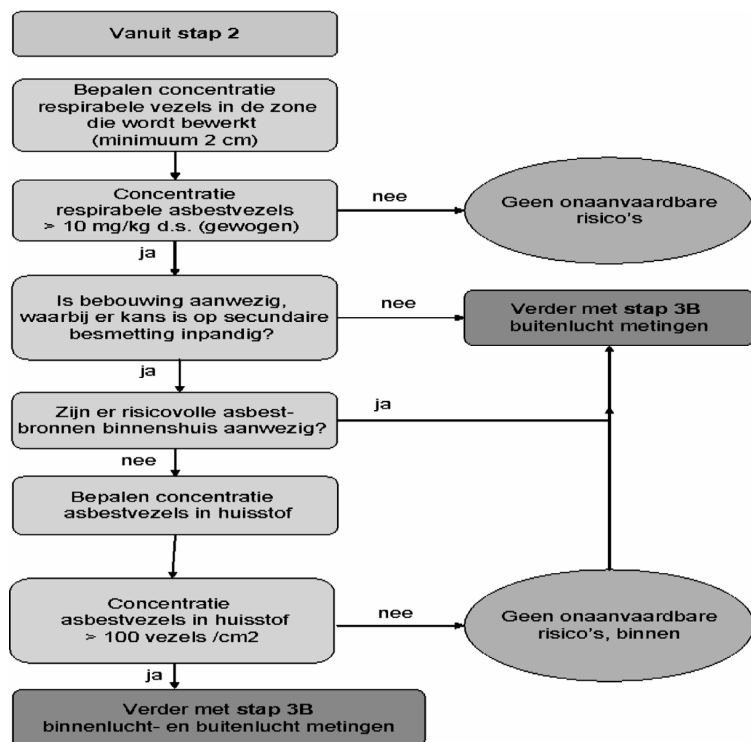 Vanuit stap 2
Bepalen concentratie
respirabele vezels in de zone
die wordt bewerkt
(minimuum 2 cm)
Concentratie
respirabele asbestvezels
> 10 mg/kg d.s. (gewogen)
nee
Geen onaanvaardbare
risico's
ja
Is bebouwing aanwezig,
waarbij er kans is op secundaire
besmetting inpandig?
nee
Verder met stap 3B
buitenlucht metingen
ja
Zijn er risicovolle asbest-
bronnen binnenshuis aanwezig?
ja
nee
Bepalen concentratie
asbestvezels in huisstof
Concentratie
asbestvezels in huisstof
> 100 vezels /cm2
nee
Geen onaanvaardbare
risico's, binnen
ja
Verder met stap 3B
binnenlucht- en buitenlucht metingen